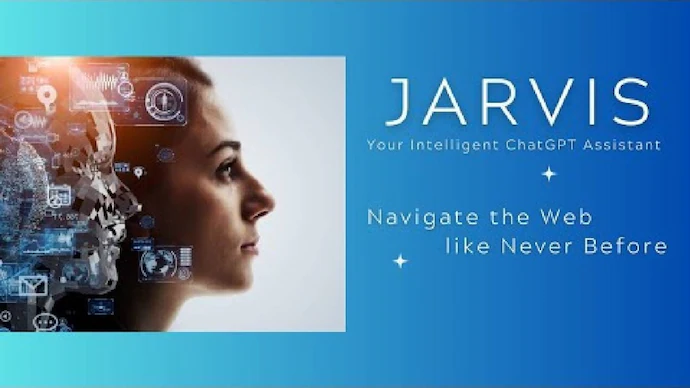 JARVIS
Your Intelligent ChatGPT Assistant
Navigate the Web
like Never Before